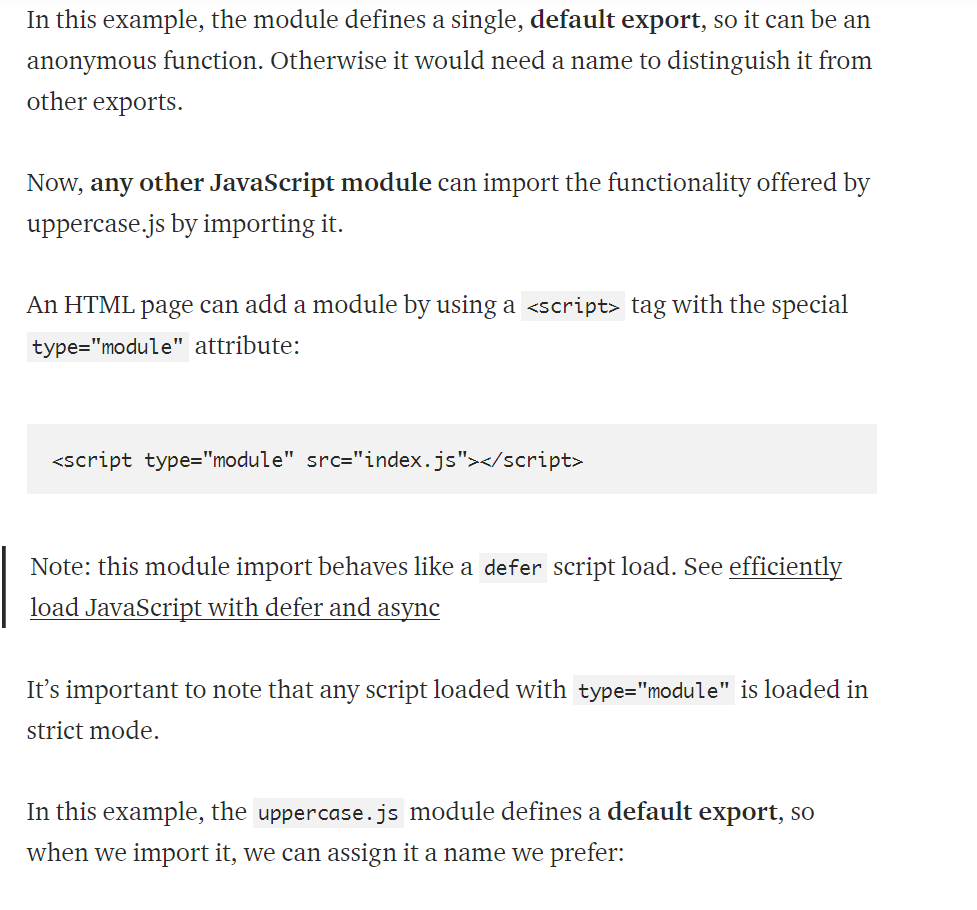 In this example, the module defines a single, default export, so it can be an
anonymous function. Otherwise it would need a name to distinguish it from
other exports.
Now, any other JavaScript module can import the functionality offered by
uppercase.js by importing it.
An HTML page can add a module by using a <script> tag with the special
type="module" attribute:
<script type="module" src="index.js"></script>
Note: this module import behaves like a defer script load. See efficiently
load JavaScript with defer and async
It’s important to note that any script loaded with type="module" is loaded in
strict mode.
In this example, the uppercase.js module defines a default export, so
when we import it, we can assign it a name we prefer: